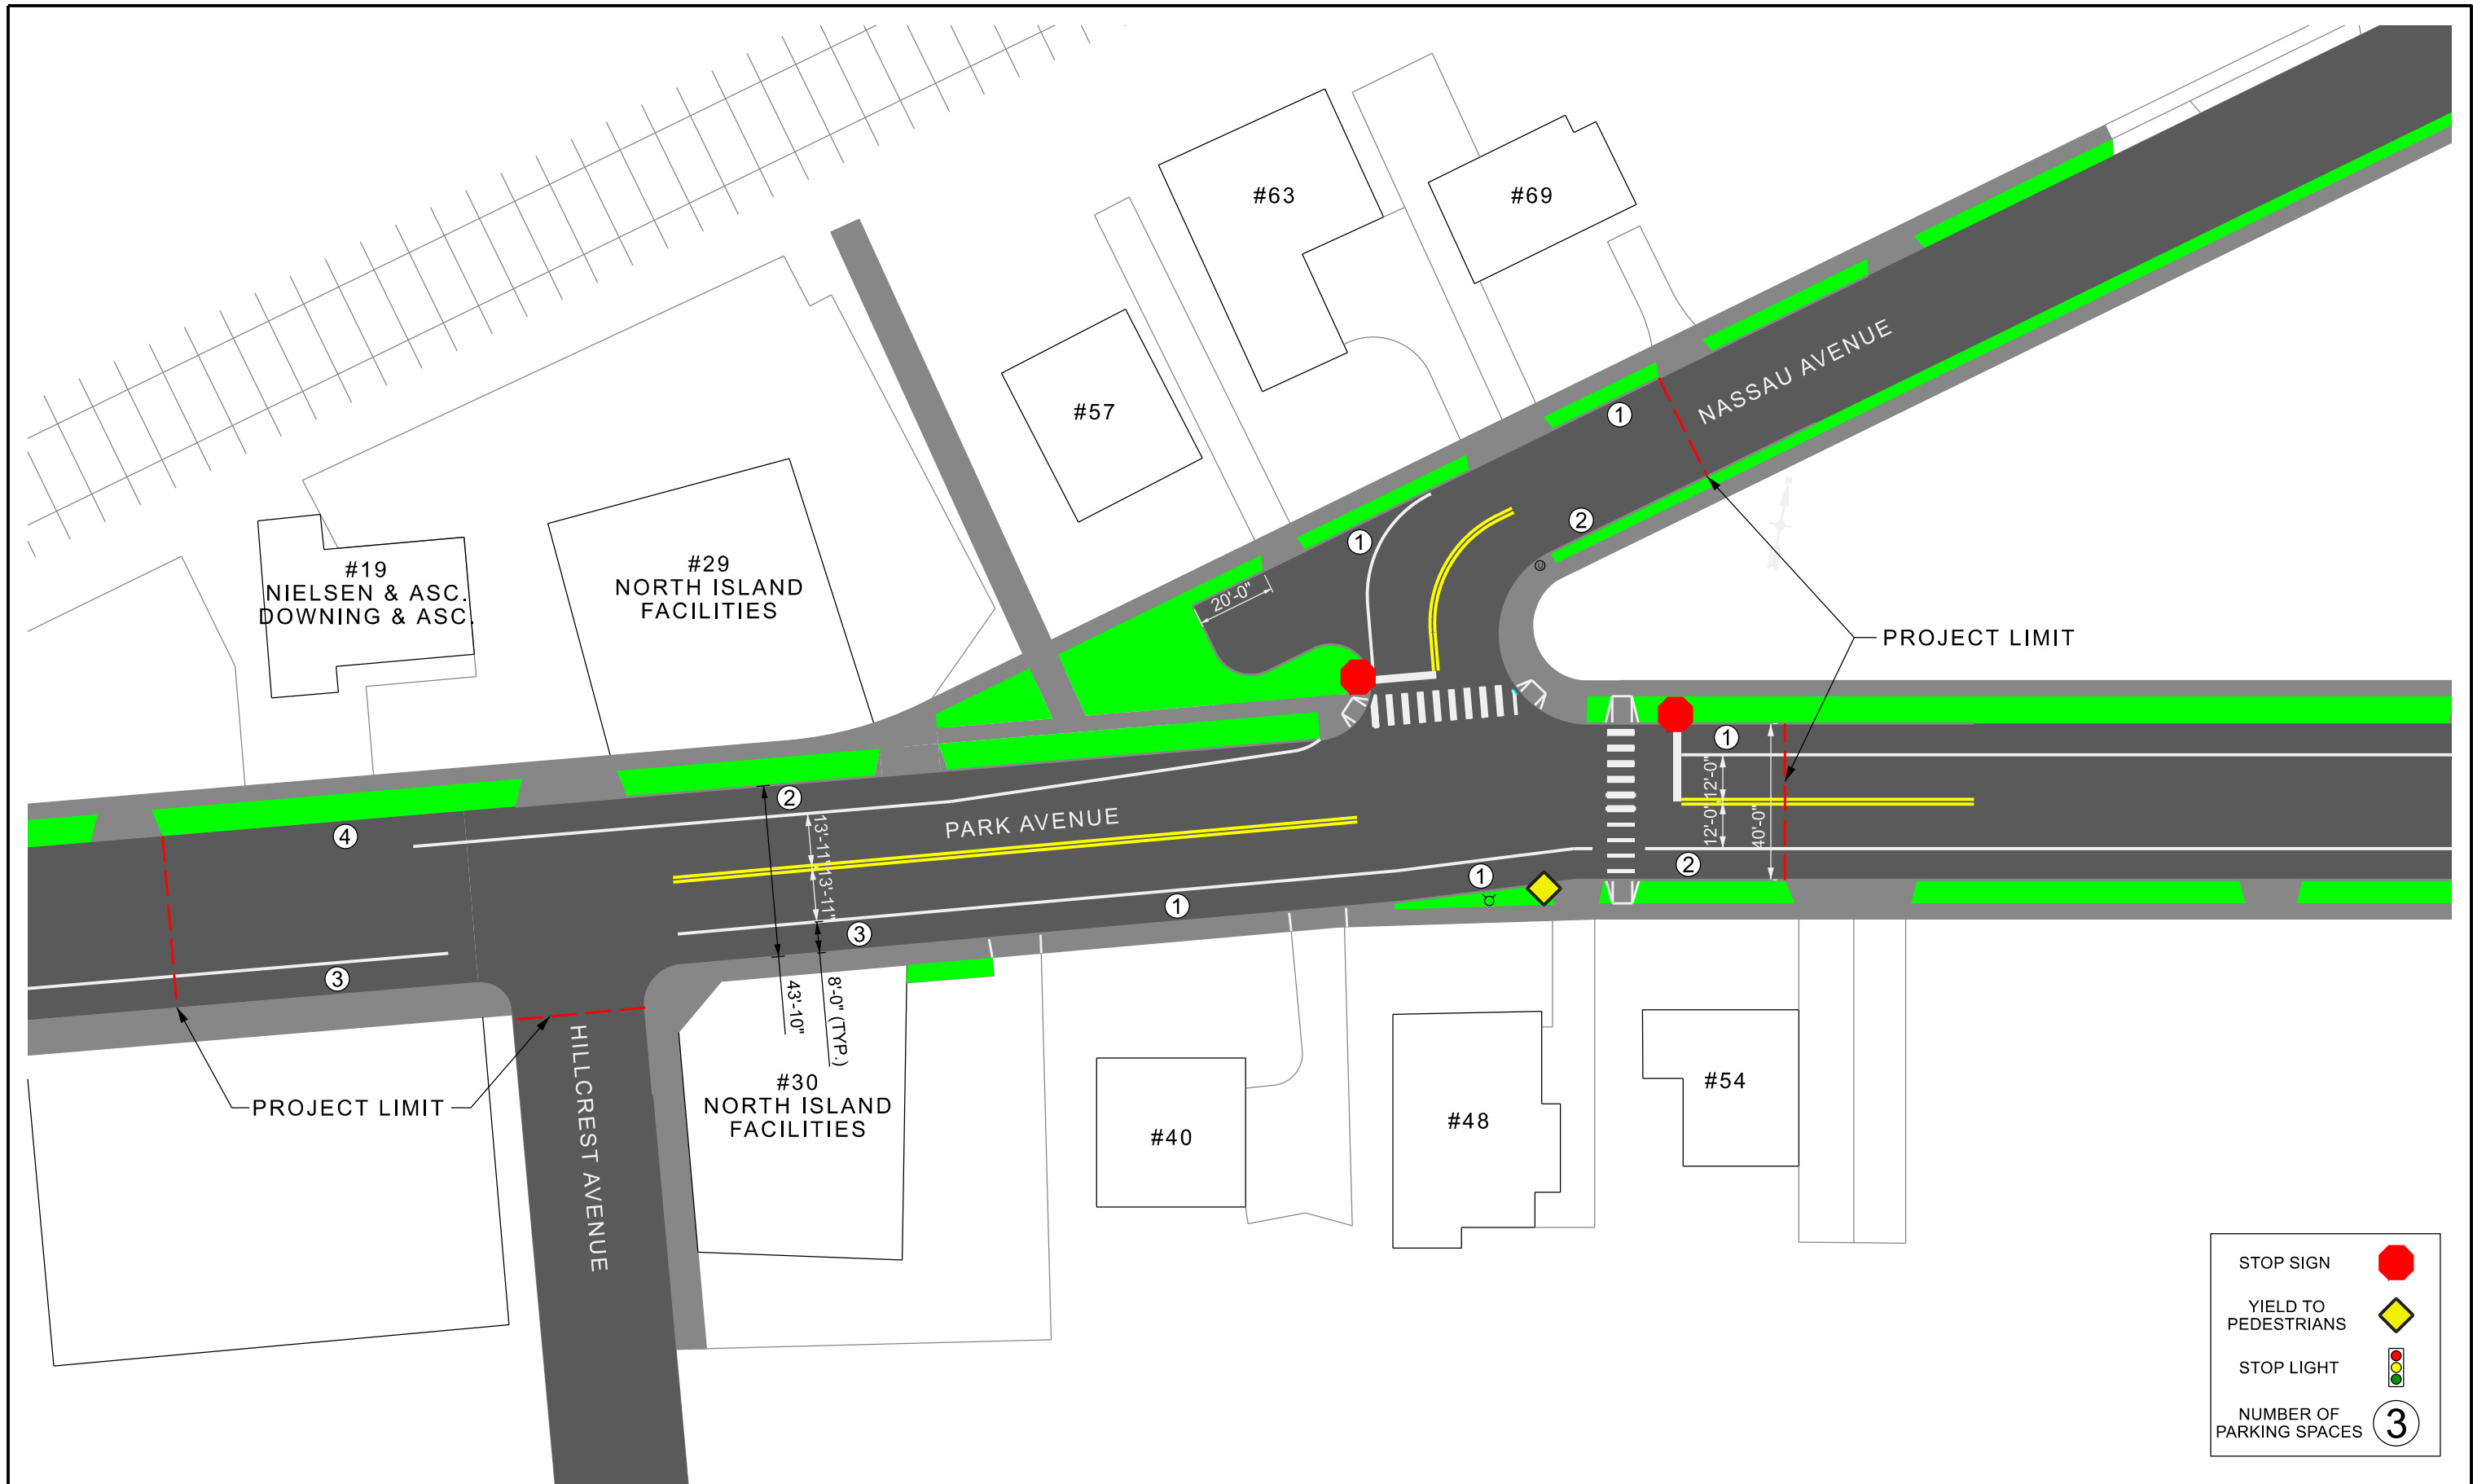 #63
#69
#57
NASSAU AVENUE
1
2
1
#19
NIELSEN & ASC.
DOWNING & ASC.
#29
NORTH ISLAND
FACILITIES
20'-0"
PROJECT LIMIT
4
2
PARK AVENUE
13'-11"
13'-11"
1
12'-0"
12'-0"
40'-0"
2
1
1
3
3
8'-0" (TYP.)
43'-10"
PROJECT LIMIT
HILLCREST AVENUE
#30
NORTH ISLAND
FACILITIES
#40
#48
#54
STOP SIGN
YIELD TO
PEDESTRIANS
STOP LIGHT
NUMBER OF
PARKING SPACES
3